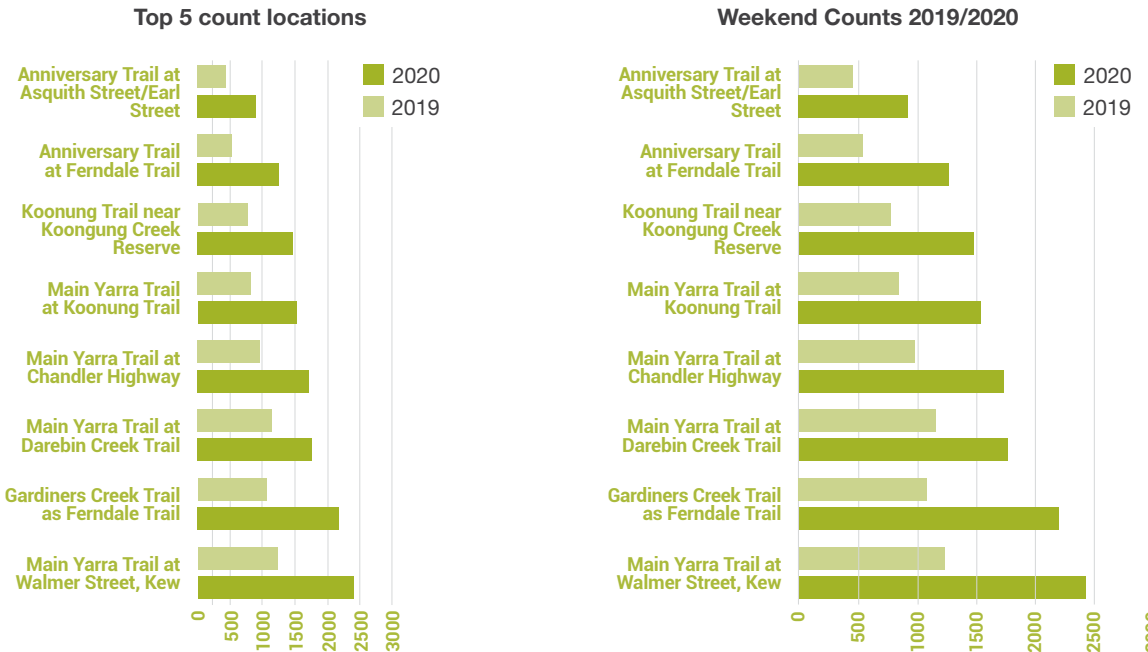 Top 5 count locations
Anniversary Trail at
Asquith Street/Earl
Street
Anniversary Trail
at Ferndale Trail
Koonung Trail near
Koongung Creek
Reserve
Main Yarra Trail
at Koonung Trail
Main Yarra Trail at
Chandler Highway
Main Yarra Trail at
Darebin Creek Trail
Gardiners Creek Trail
as Ferndale Trail
Main Yarra Trail at
Walmer Street, Kew
2020
2019
0
500
1000
1500
2000
2500
3000
Weekend Counts 2019/2020
Anniversary Trail at
Asquith Street/Earl
Street
Anniversary Trail
at Ferndale Trail
Koonung Trail near
Koongung Creek
Reserve
Main Yarra Trail at
Koonung Trail
Main Yarra Trail at
Chandler Highway
Main Yarra Trail at
Darebin Creek Trail
Gardiners Creek Trail
as Ferndale Trail
Main Yarra Trail at
Walmer Street, Kew
2020
2019
0
500
1000
1500
2000
2500